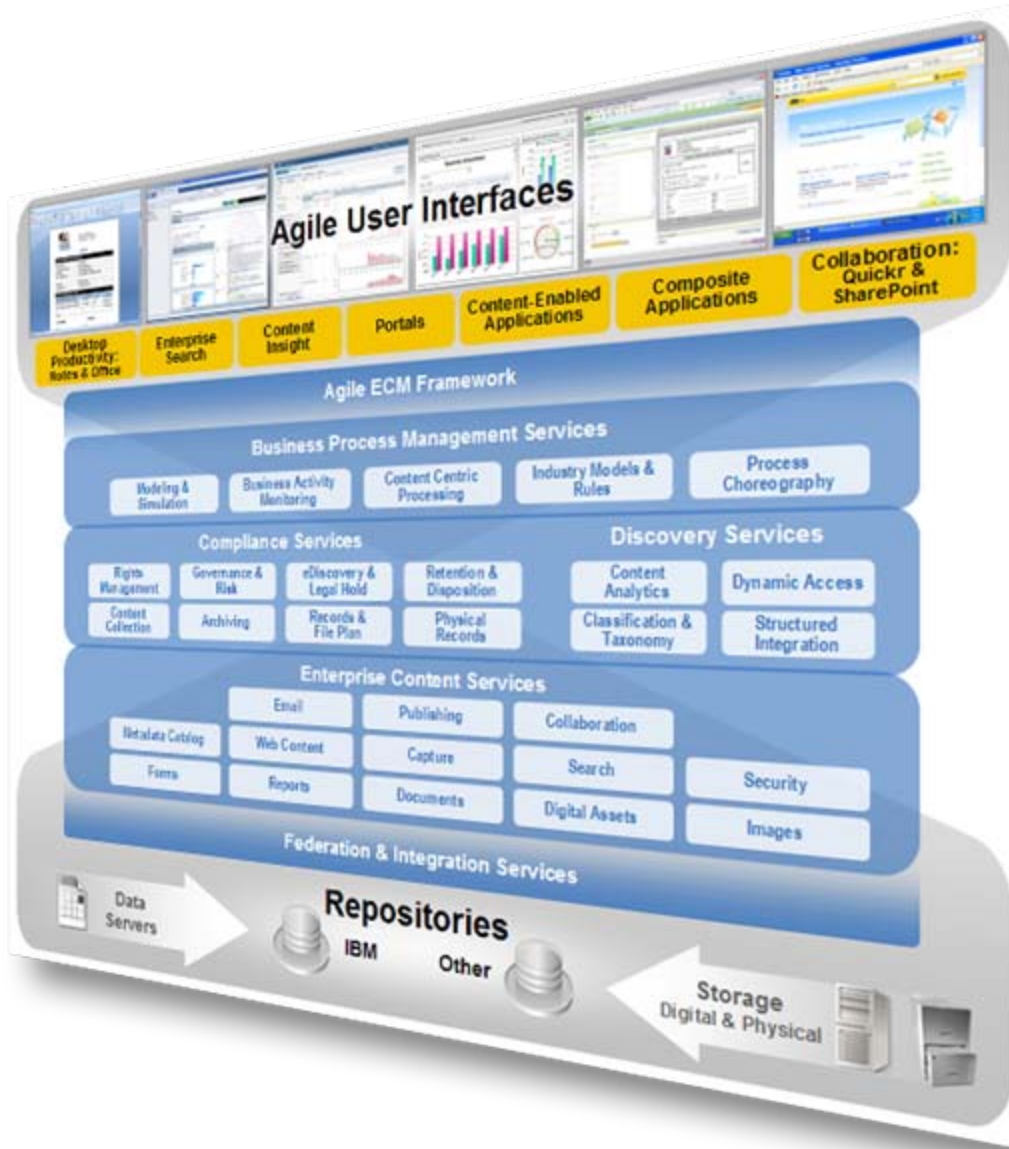 Agile User Interfaces
Desktop
Productivity:
Notes & Office
Enterprise
Search
Content
Insight
Portals
Content-Enabled
Applications
Composite
Applications
Collaboration:
Quickr &
SharePoint
Agile ECM Framework
Business Process Management Services
Modeling &
Simulation
Business Activity
Monitoring
Content Centric
Processing
Industry Models &
Rules
Process
Choreography
Compliance Services
Rights
Management
Governance &
Risk
eDiscovery &
Legal Hold
Retention &
Disposition
Content
Collection
Archiving
Records &
File Plan
Physical
Records
Discovery Services
Content
Analytics
Dynamic Access
Classification &
Taxonomy
Structured
Integration
Enterprise Content Services
Email
Publishing
Collaboration
Metadata Catalog
Web Content
Capture
Search
Security
Forms
Reports
Documents
Digital Assets
Images
Federation & Integration Services
Data
Servers
Repositories
IBM
Other
Storage
Digital & Physical